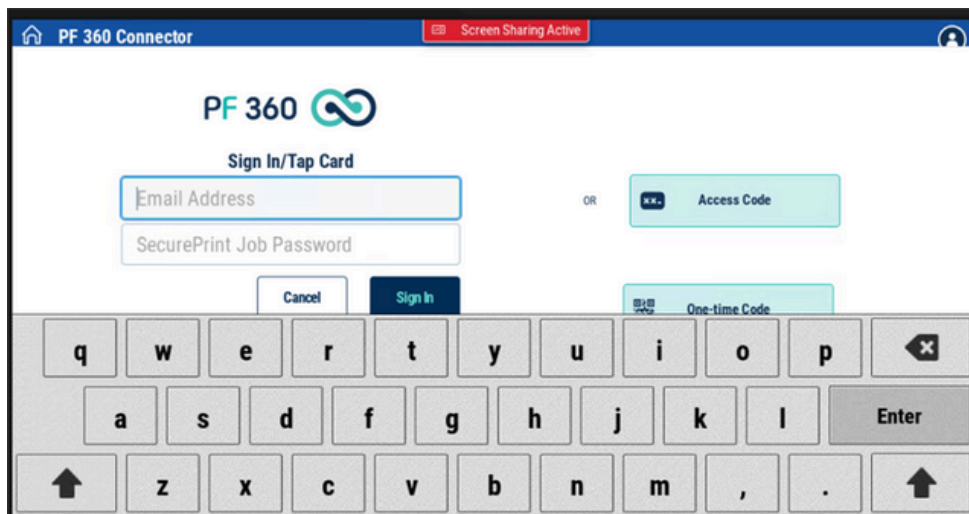 PF 360 Connector
Screen Sharing Active
PF 360
Sign In/Tap Card
Email Address
OR
xx.
Access Code
SecurePrint Job Password
Cancel
Sign In
One-time Code
q w e r t y u i o p
a s d f g h j k l Enter
z x c v b n m , .